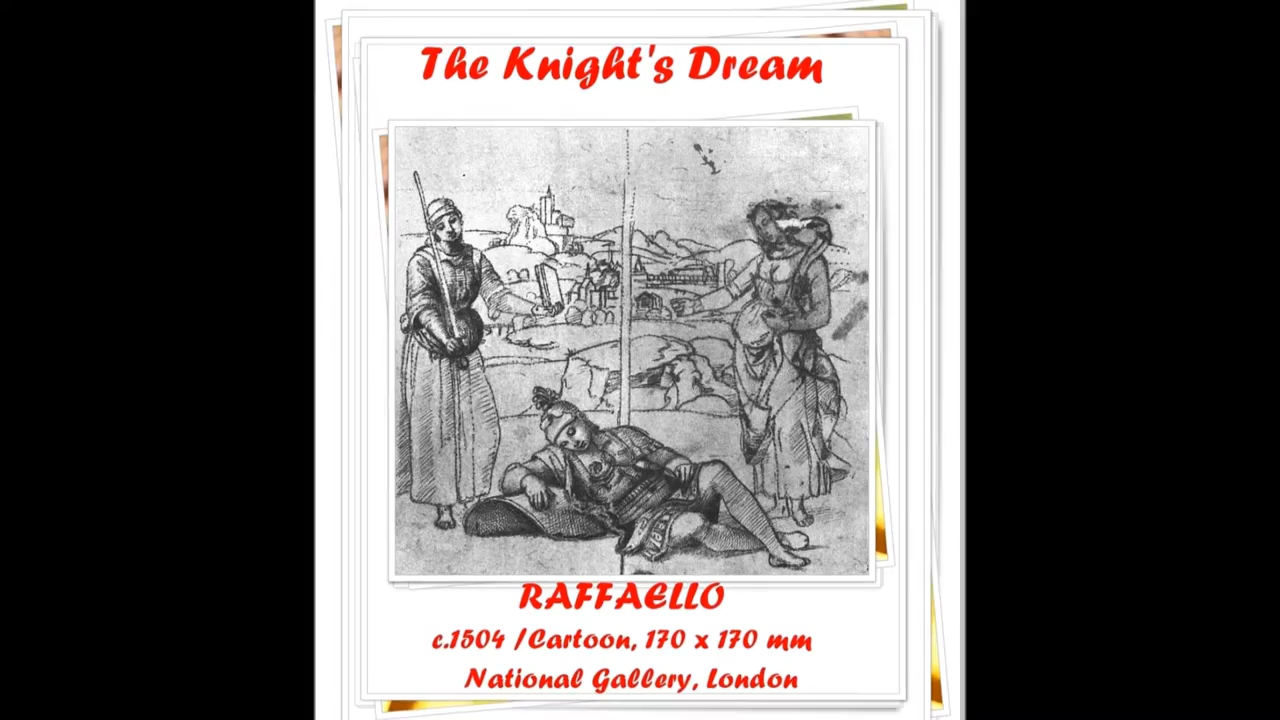 The Knight's Dream
RAFFAELLO
c.1504 /Cartoon, 170 x 170 mm
National Gallery, London